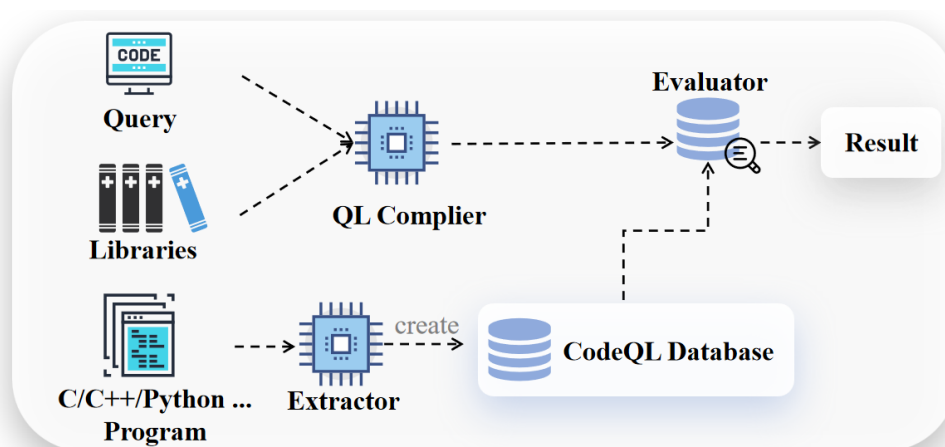 CODE
Query
Libraries
QL Complier
Evaluator
Result
C/C++/Python ...
Program
Extractor
create
CodeQL Database